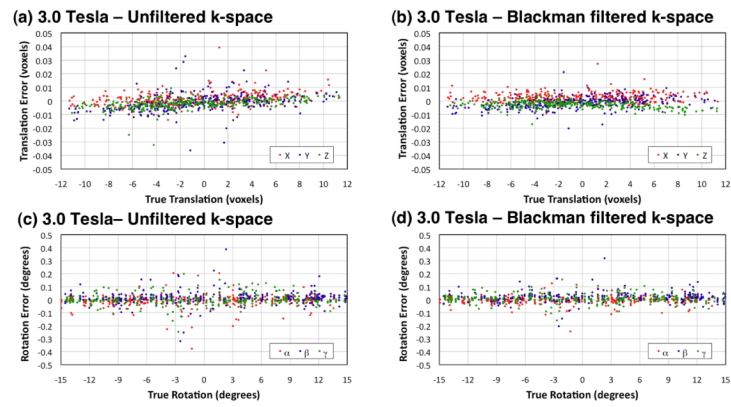 (a) 3.0 Tesla – Unfiltered k-space
0.05
0.04
0.03
0.02
0.01
0
-0.01
-0.02
-0.03
-0.04
-0.05
Translation Error (voxels)
X Y Z
-12 -10 -8 -6 -4 -2 0 2 4 6 8 10 12
True Translation (voxels)
(b) 3.0 Tesla – Blackman filtered k-space
0.05
0.04
0.03
0.02
0.01
0
-0.01
-0.02
-0.03
-0.04
-0.05
Translation Error (voxels)
X Y Z
-12 -10 -8 -6 -4 -2 0 2 4 6 8 10 12
True Translation (voxels)
(c) 3.0 Tesla– Unfiltered k-space
0.5
0.4
0.3
0.2
0.1
0
-0.1
-0.2
-0.3
-0.4
-0.5
Rotation Error (degrees)
α β γ
-15 -12 -9 -6 -3 0 3 6 9 12 15
True Rotation (degrees)
(d) 3.0 Tesla – Blackman filtered k-space
0.5
0.4
0.3
0.2
0.1
0
-0.1
-0.2
-0.3
-0.4
-0.5
Rotation Error (degrees)
α β γ
-15 -12 -9 -6 -3 0 3 6 9 12 15
True Rotation (degrees)